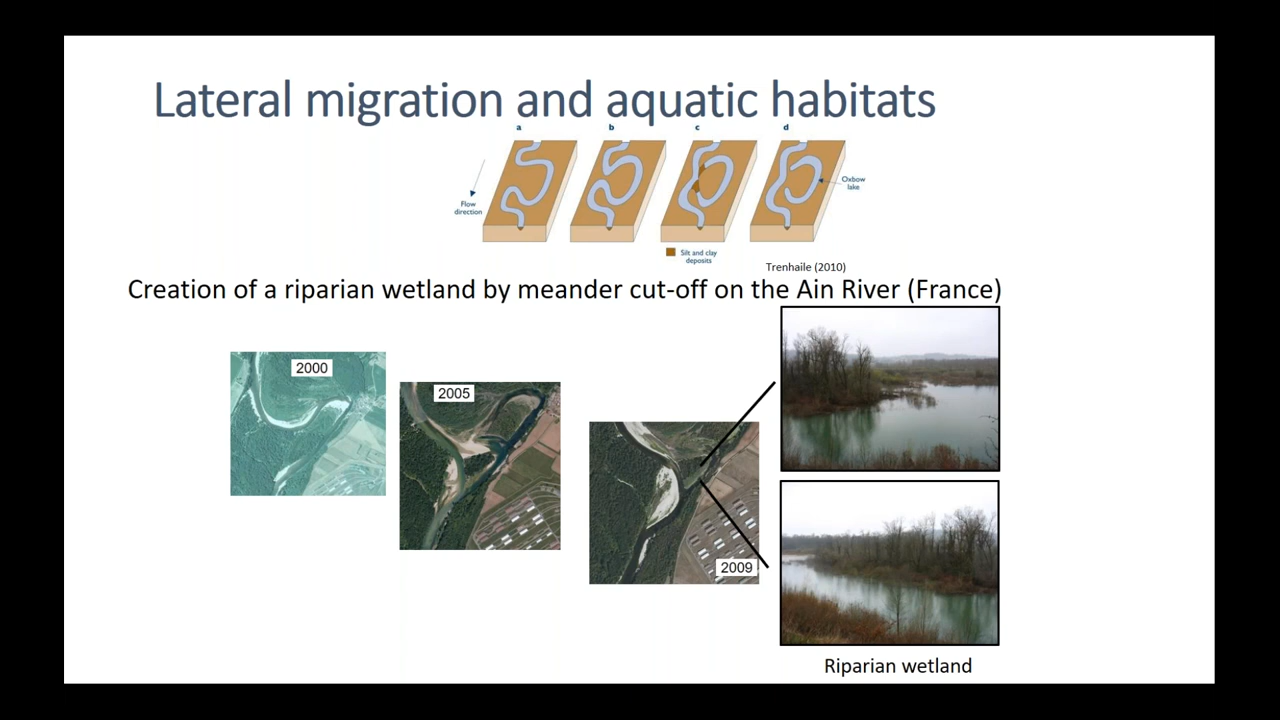 Lateral migration and aquatic habitats
a b c d
Flow
direction
Oxbow
lake
Silt and clay
deposits
Trenhaile (2010)
Creation of a riparian wetland by meander cut-off on the Ain River (France)
2000
2005
2009
Riparian wetland